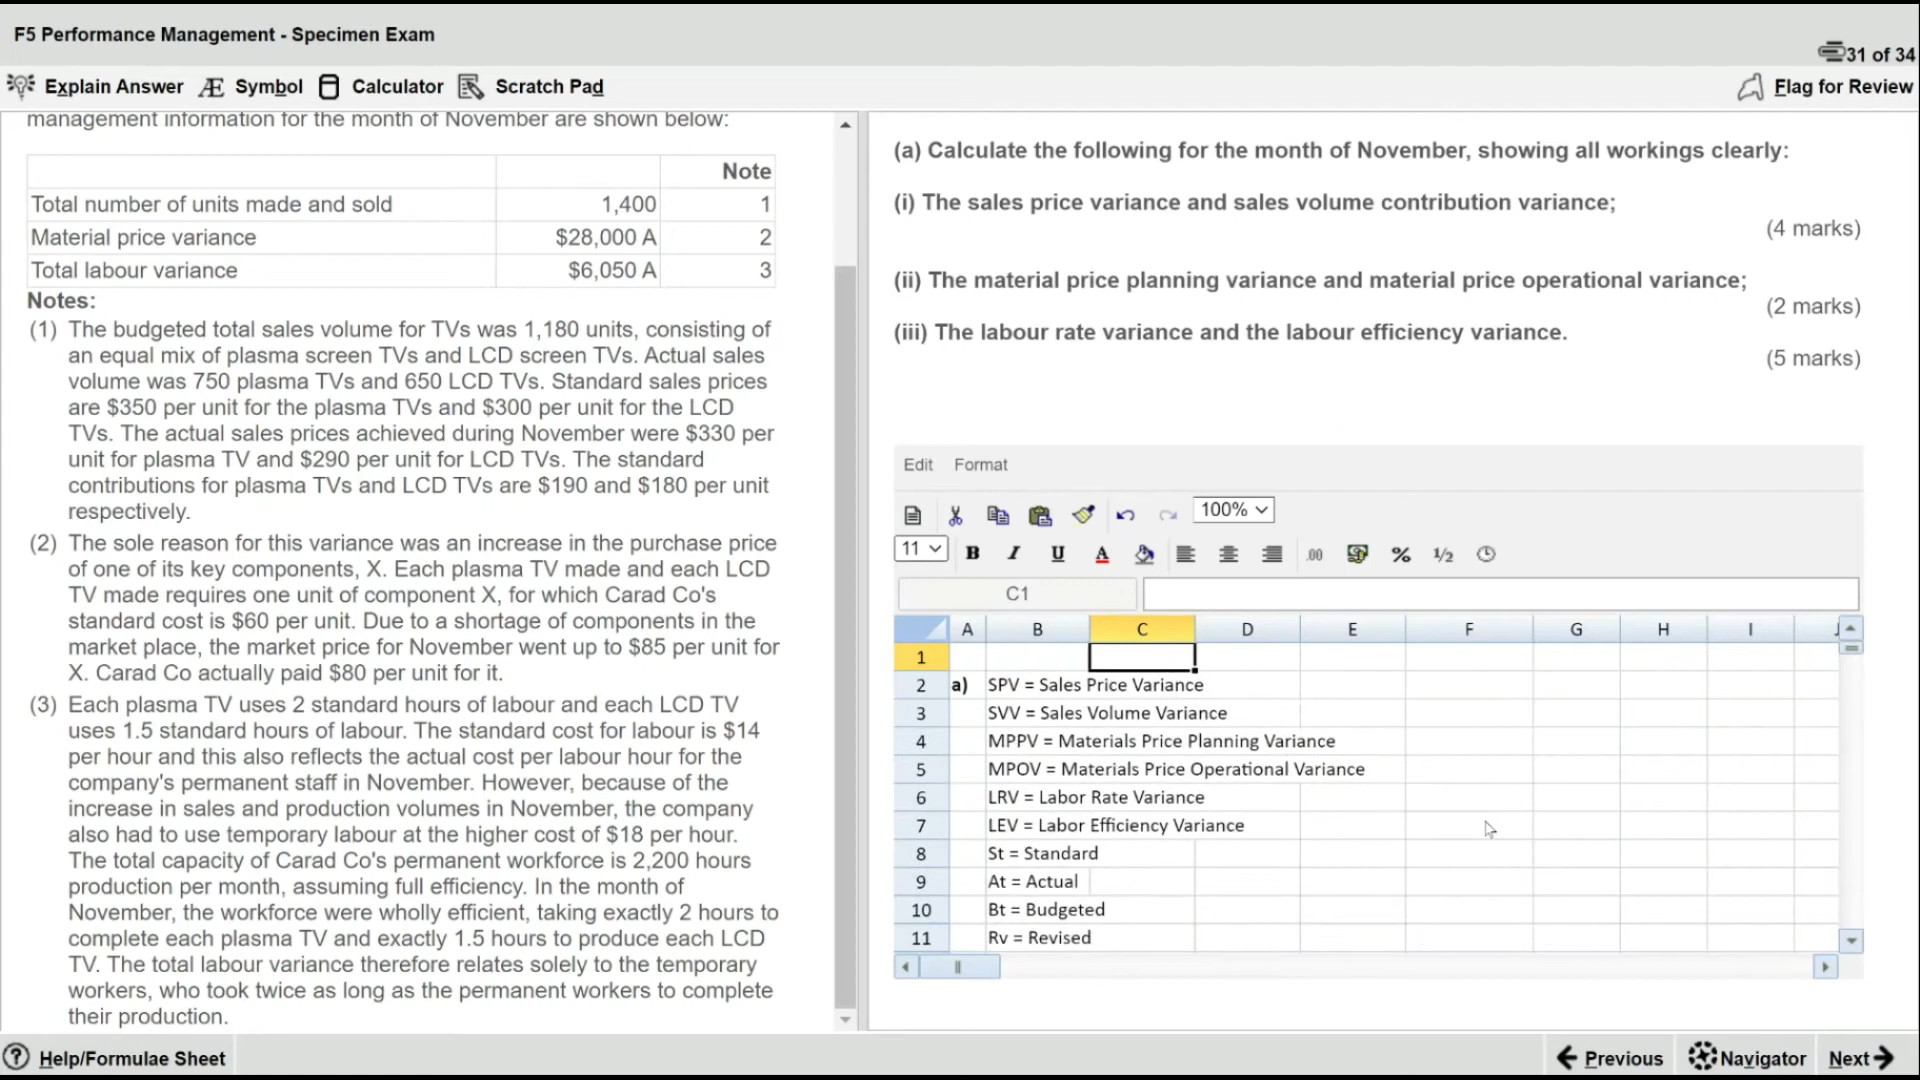 F5 Performance Management - Specimen Exam
31 of 34
Explain Answer Symbol Calculator Scratch Pad
Flag for Review
management information for the month of November are shown below:
Note
Total number of units made and sold 1,400 1
Material price variance $28,000 A 2
Total labour variance $6,050 A 3
Notes:
(1) The budgeted total sales volume for TVs was 1,180 units, consisting of
an equal mix of plasma screen TVs and LCD screen TVs. Actual sales
volume was 750 plasma TVs and 650 LCD TVs. Standard sales prices
are $350 per unit for the plasma TVs and $300 per unit for the LCD
TVs. The actual sales prices achieved during November were $330 per
unit for plasma TV and $290 per unit for LCD TVs. The standard
contributions for plasma TVs and LCD TVs are $190 and $180 per unit
respectively.
(2) The sole reason for this variance was an increase in the purchase price
of one of its key components, X. Each plasma TV made and each LCD
TV made requires one unit of component X, for which Carad Co's
standard cost is $60 per unit. Due to a shortage of components in the
market place, the market price for November went up to $85 per unit for
X. Carad Co actually paid $80 per unit for it.
(3) Each plasma TV uses 2 standard hours of labour and each LCD TV
uses 1.5 standard hours of labour. The standard cost for labour is $14
per hour and this also reflects the actual cost per labour hour for the
company's permanent staff in November. However, because of the
increase in sales and production volumes in November, the company
also had to use temporary labour at the higher cost of $18 per hour.
The total capacity of Carad Co's permanent workforce is 2,200 hours
production per month, assuming full efficiency. In the month of
November, the workforce were wholly efficient, taking exactly 2 hours to
complete each plasma TV and exactly 1.5 hours to produce each LCD
TV. The total labour variance therefore relates solely to the temporary
workers, who took twice as long as the permanent workers to complete
their production.
(a) Calculate the following for the month of November, showing all workings clearly:
(i) The sales price variance and sales volume contribution variance;
(4 marks)
(ii) The material price planning variance and material price operational variance;
(2 marks)
(iii) The labour rate variance and the labour efficiency variance.
(5 marks)
Edit Format
100%
11 B I U A .00 % 1/2
C1
A B C D E F G H I J
1
2 a) SPV = Sales Price Variance
3 SVV = Sales Volume Variance
4 MPPV = Materials Price Planning Variance
5 MPOV = Materials Price Operational Variance
6 LRV = Labor Rate Variance
7 LEV = Labor Efficiency Variance
8 St = Standard
9 At = Actual
10 Bt = Budgeted
11 Rv = Revised
Help/Formulae Sheet
Previous Navigator Next